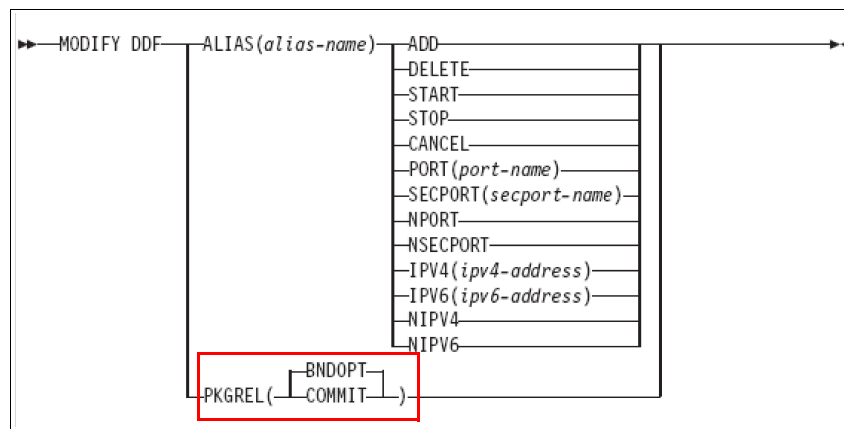 MODIFY DDF ALIAS(alias-name) ADD
DELETE
START
STOP
CANCEL
PORT(port-name)
SECPORT(secport-name)
NPORT
NSECPORT
IPV4(ipv4-address)
IPV6(ipv6-address)
NIPV4
NIPV6
BNDOPT
PKGREL( COMMIT )